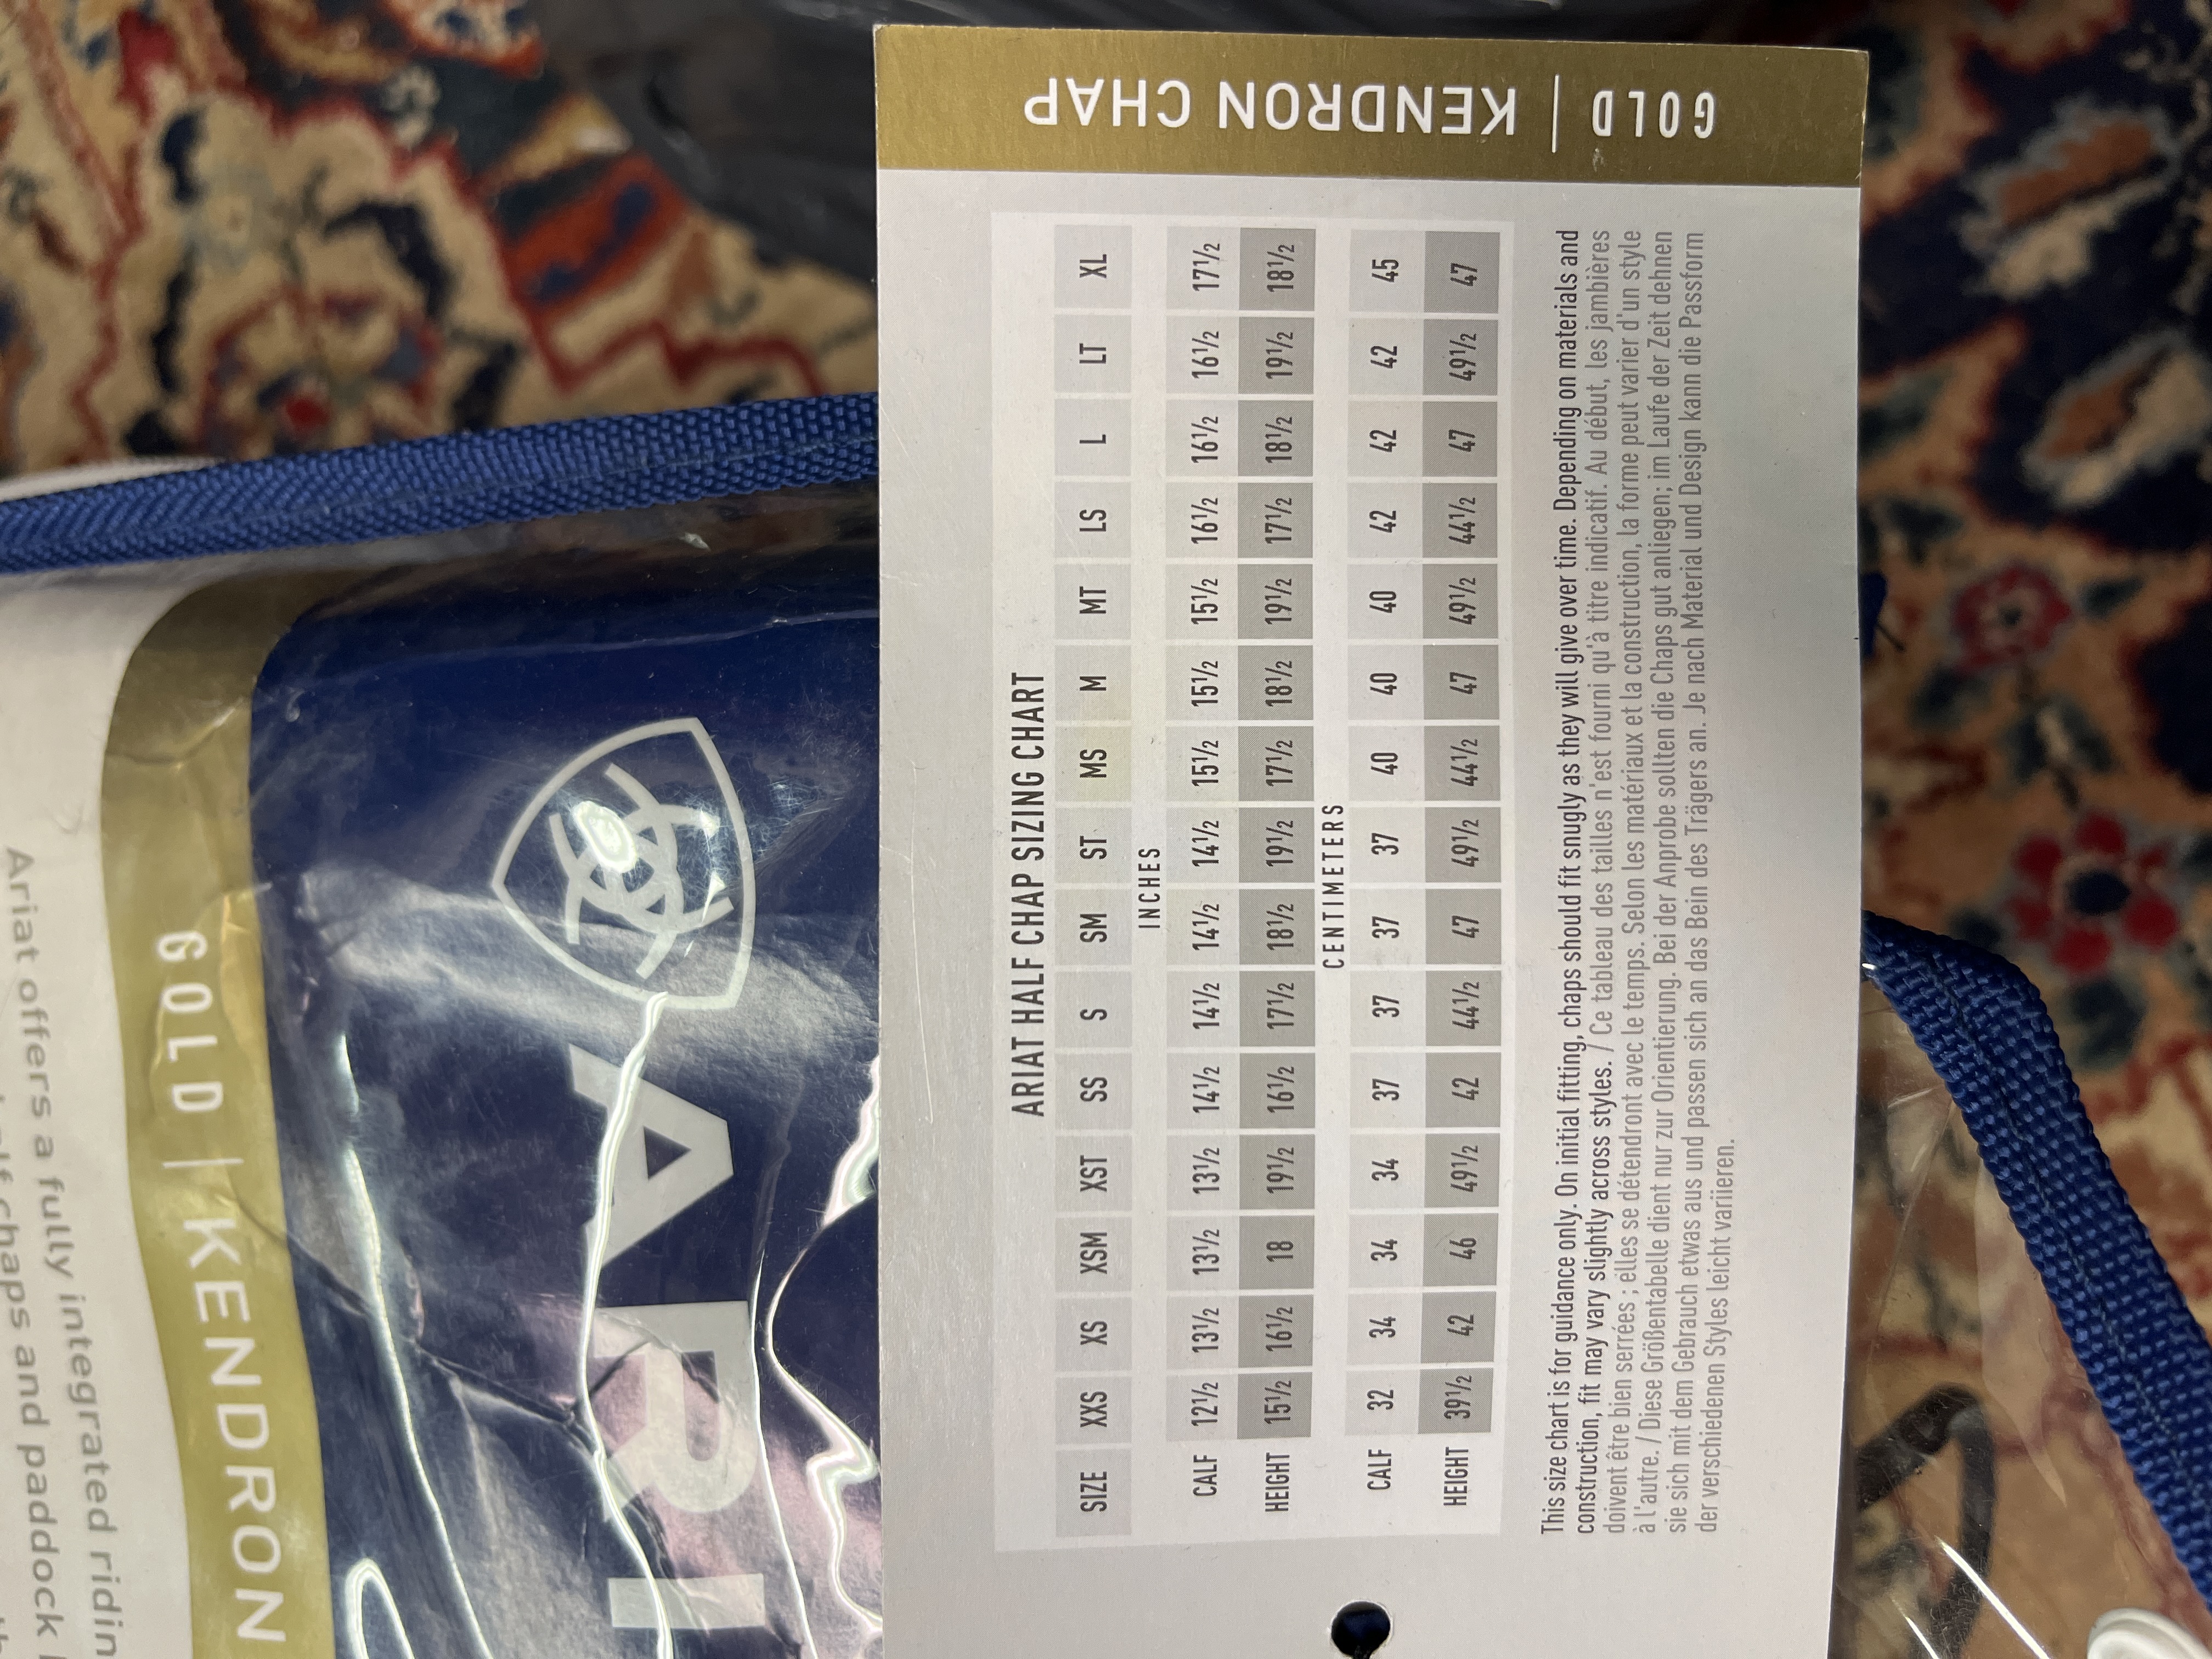 GOLD | KENDRON CHAP
ARIAT HALF CHAP SIZING CHART
SIZE XXS XS XSM XST SS S SM ST MS M MT LS L LT XL
INCHES
CALF 12½ 13½ 13½ 13½ 14½ 14½ 14½ 14½ 15½ 15½ 15½ 16½ 16½ 16½ 17½
HEIGHT 15½ 16½ 18 19½ 16½ 17½ 18½ 19½ 17½ 18½ 19½ 17½ 18½ 19½ 18½
CENTIMETERS
CALF 32 34 34 34 37 37 37 37 40 40 40 42 42 42 45
HEIGHT 39½ 42 46 49½ 42 44½ 47 49½ 44½ 47 49½ 44½ 47 49½ 47
This size chart is for guidance only. On initial fitting, chaps should fit snugly as they will give over time. Depending on materials and
construction, fit may vary slightly across styles. / Ce tableau des tailles n'est fourni qu'à titre indicatif. Au début, les jambières
doivent être bien serrées ; elles se détendront avec le temps. Selon les matériaux et la construction, la forme peut varier d'un style
à l'autre. / Diese Größentabelle dient nur zur Orientierung. Bei der Anprobe sollten die Chaps gut anliegen; im Laufe der Zeit dehnen
sie sich mit dem Gebrauch etwas aus und passen sich an das Bein des Trägers an. Je nach Material und Design kann die Passform
der verschiedenen Styles leicht variieren.
Ariat offers a fully integrated
chaps and paddock
GOLD | KENDRON
ARI